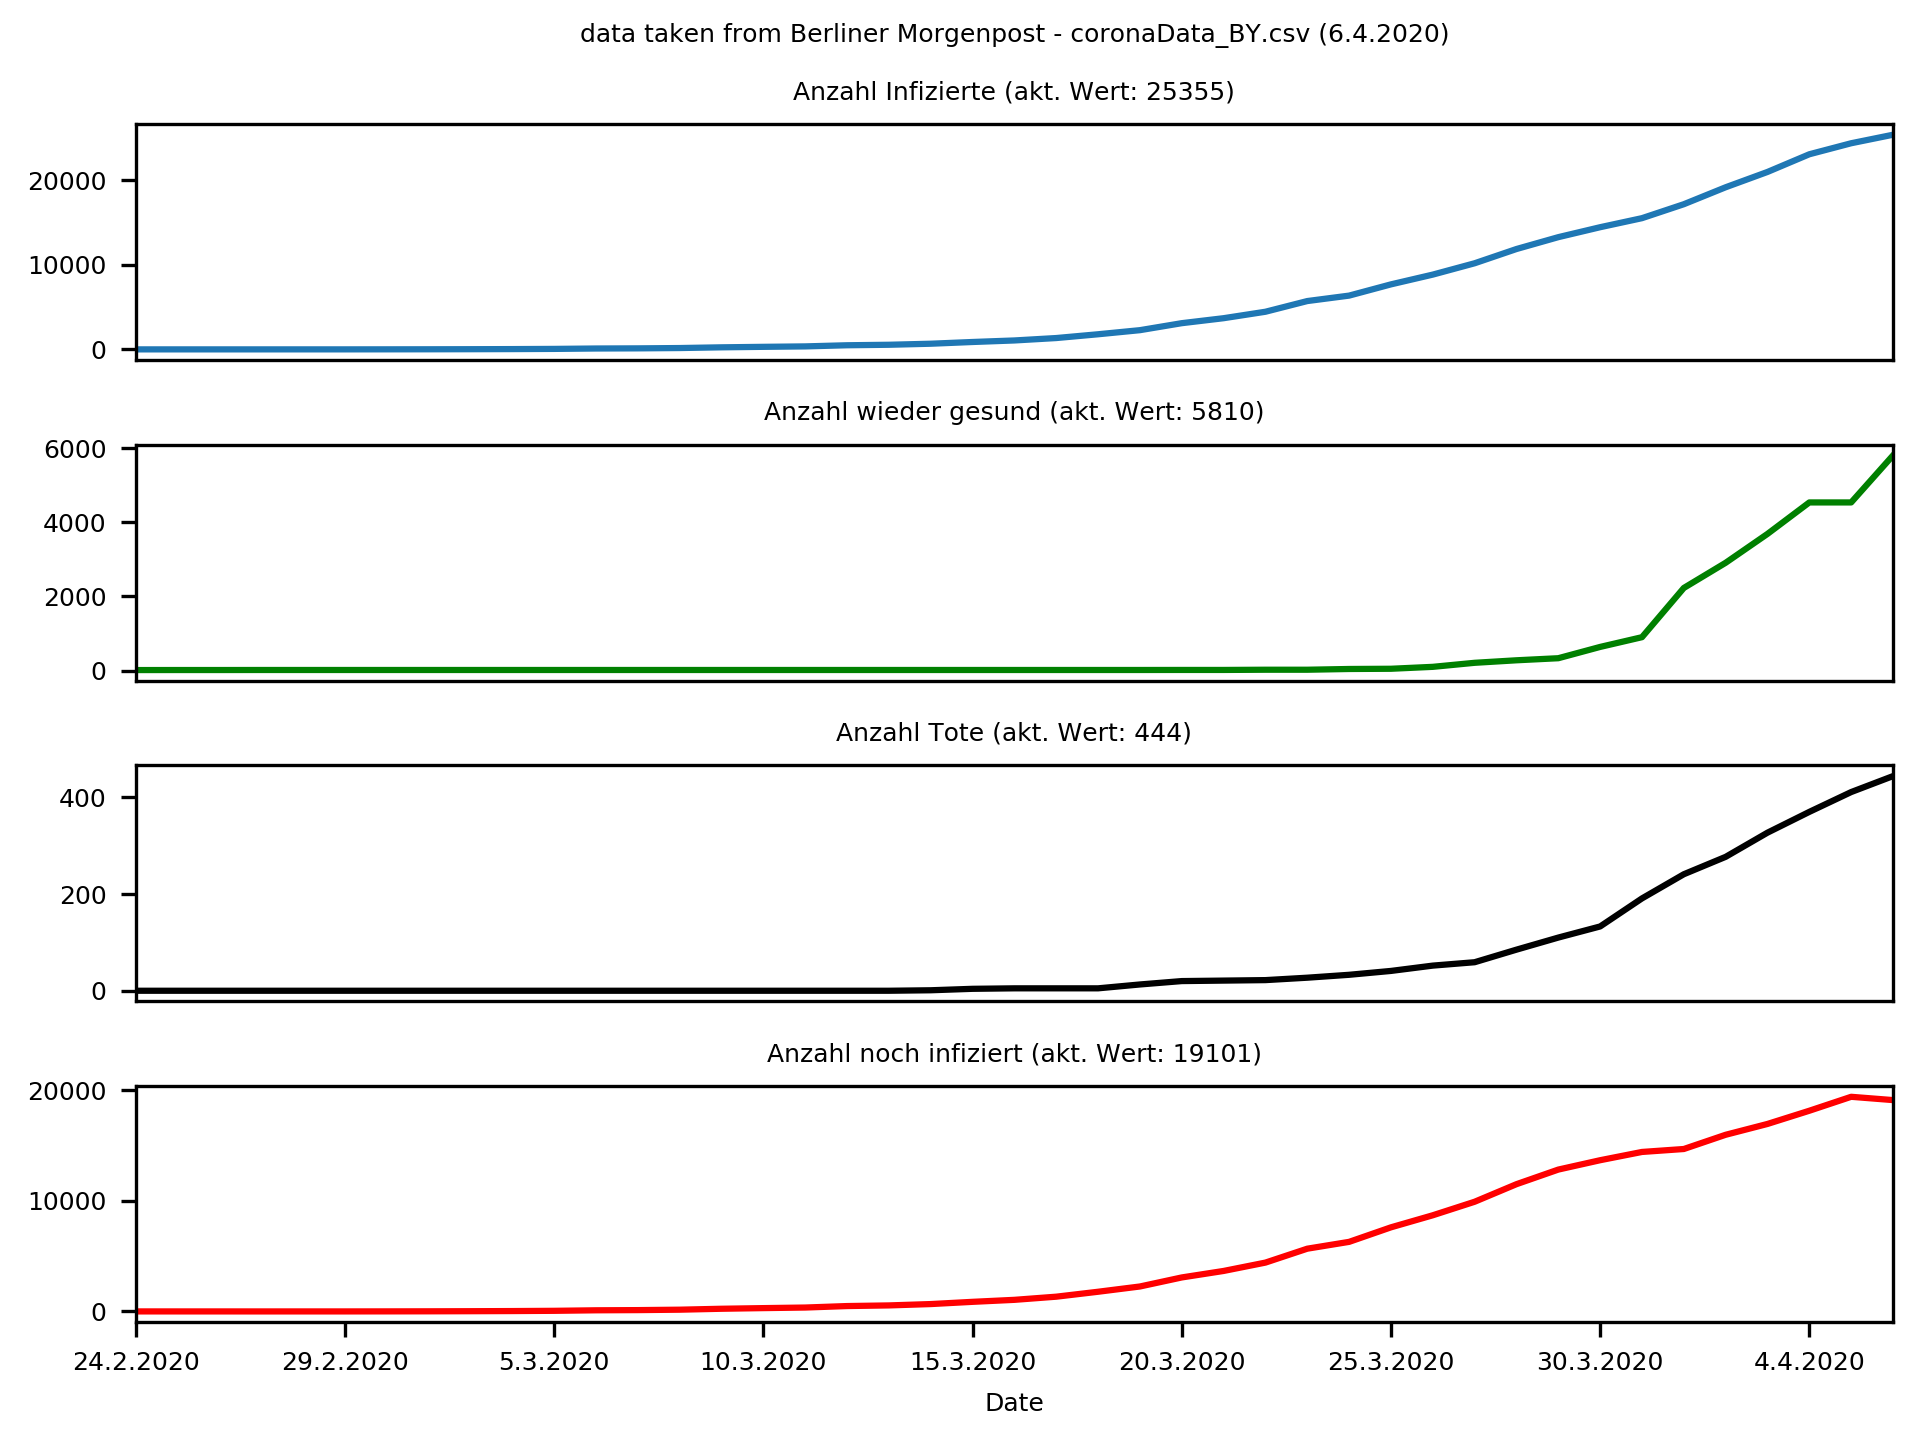 data taken from Berliner Morgenpost - coronaData_BY.csv (6.4.2020)
Anzahl Infizierte (akt. Wert: 25355)
20000
10000
0
Anzahl wieder gesund (akt. Wert: 5810)
6000
4000
2000
0
Anzahl Tote (akt. Wert: 444)
400
200
0
Anzahl noch infiziert (akt. Wert: 19101)
20000
10000
0
24.2.2020 29.2.2020 5.3.2020 10.3.2020 15.3.2020 20.3.2020 25.3.2020 30.3.2020 4.4.2020
Date